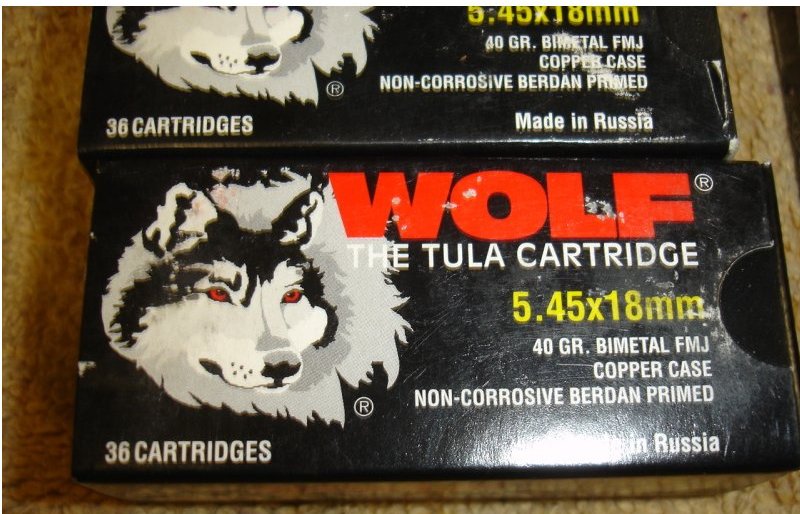 5.45x18mm
40 GR. BIMETAL FMJ
COPPER CASE
NON-CORROSIVE BERDAN PRIMED
®
36 CARTRIDGES
Made in Russia
WOLF®
THE TULA CARTRIDGE
5.45x18mm
40 GR. BIMETAL FMJ
COPPER CASE
NON-CORROSIVE BERDAN PRIMED
®
36 CARTRIDGES
in Russia